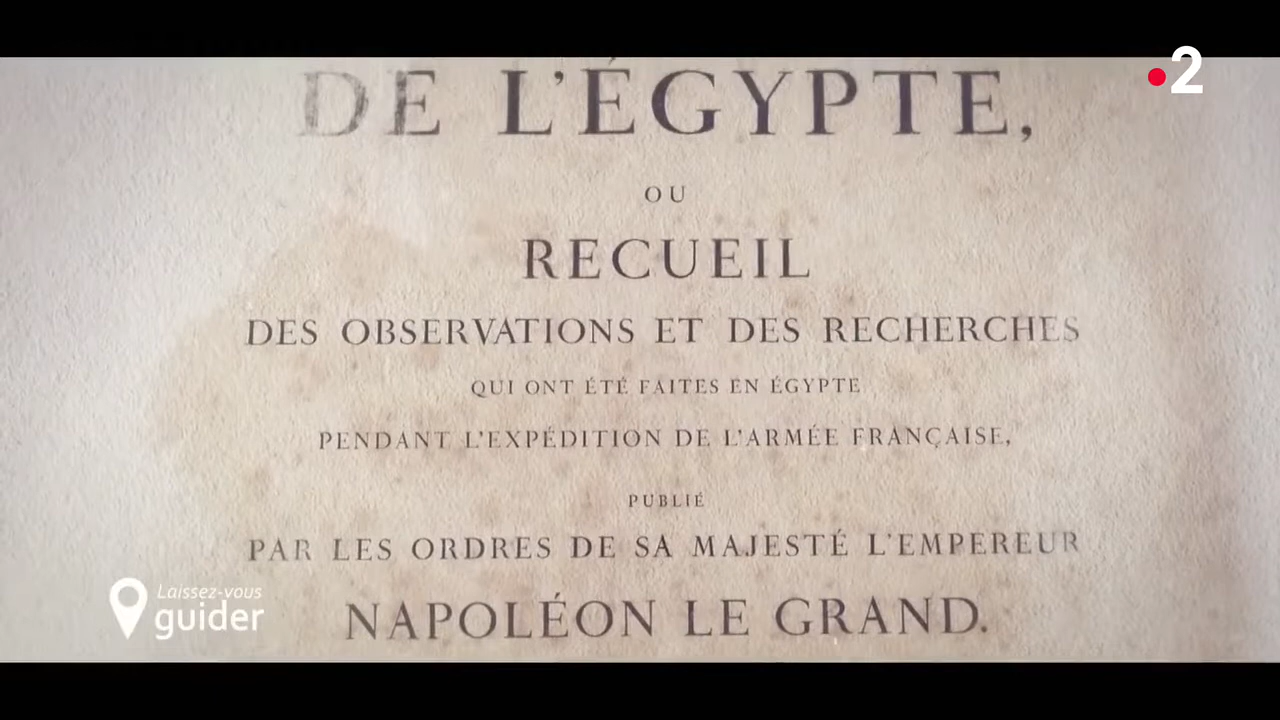 2
DE L'ÉGYPTE,
OU
RECUEIL
DES OBSERVATIONS ET DES RECHERCHES
QUI ONT ÉTÉ FAITES EN ÉGYPTE
PENDANT L'EXPÉDITION DE L'ARMÉE FRANÇAISE,
PUBLIÉ
PAR LES ORDRES DE SA MAJESTÉ L'EMPEREUR
NAPOLÉON LE GRAND.
Laissez-vous
guider